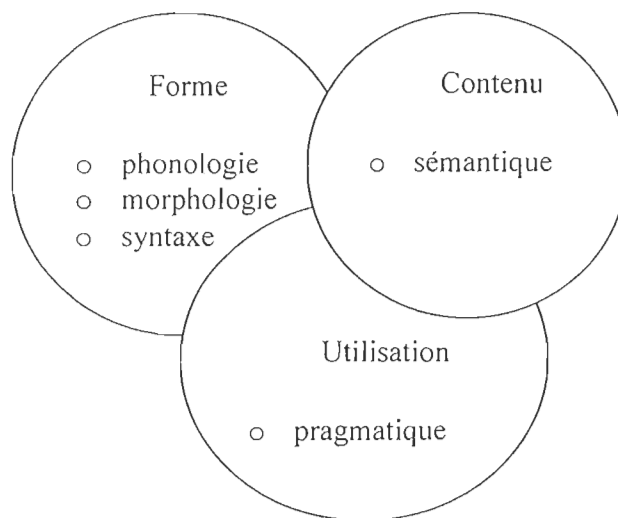 Forme
○ phonologie
○ morphologie
○ syntaxe
Contenu
○ sémantique
Utilisation
○ pragmatique